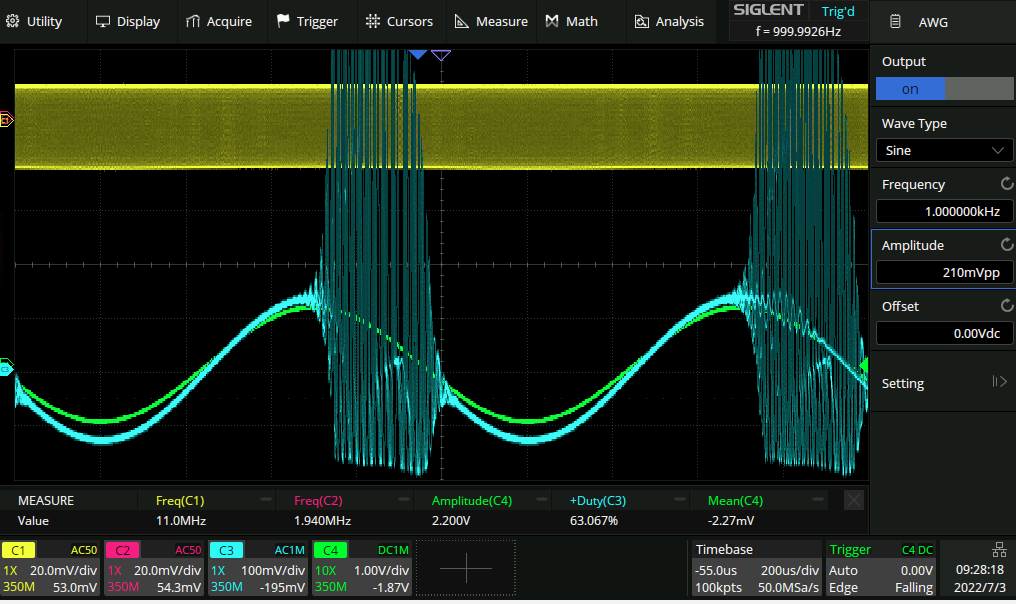 Utility Display Acquire Trigger Cursors Measure Math Analysis SIGLENT Trig'd
f = 999.9926Hz
AWG
Output
on
Wave Type
Sine
Frequency
1.000000kHz
Amplitude
210mVpp
Offset
0.00Vdc
Setting
C1
C3
MEASURE Freq(C1) Freq(C2) Amplitude(C4) +Duty(C3) Mean(C4)
Value 11.0MHz 1.940MHz 2.200V 63.067% -2.27mV
C1 AC50
1X 20.0mV/div
350M 53.0mV
C2 AC50
1X 20.0mV/div
350M 54.3mV
C3 AC1M
1X 100mV/div
350M -195mV
C4 DC1M
10X 1.00V/div
350M -1.87V
Timebase
-55.0us 200us/div
100kpts 50.0MSa/s
Trigger C4 DC
Auto 0.00V
Edge Falling
09:28:18
2022/7/3